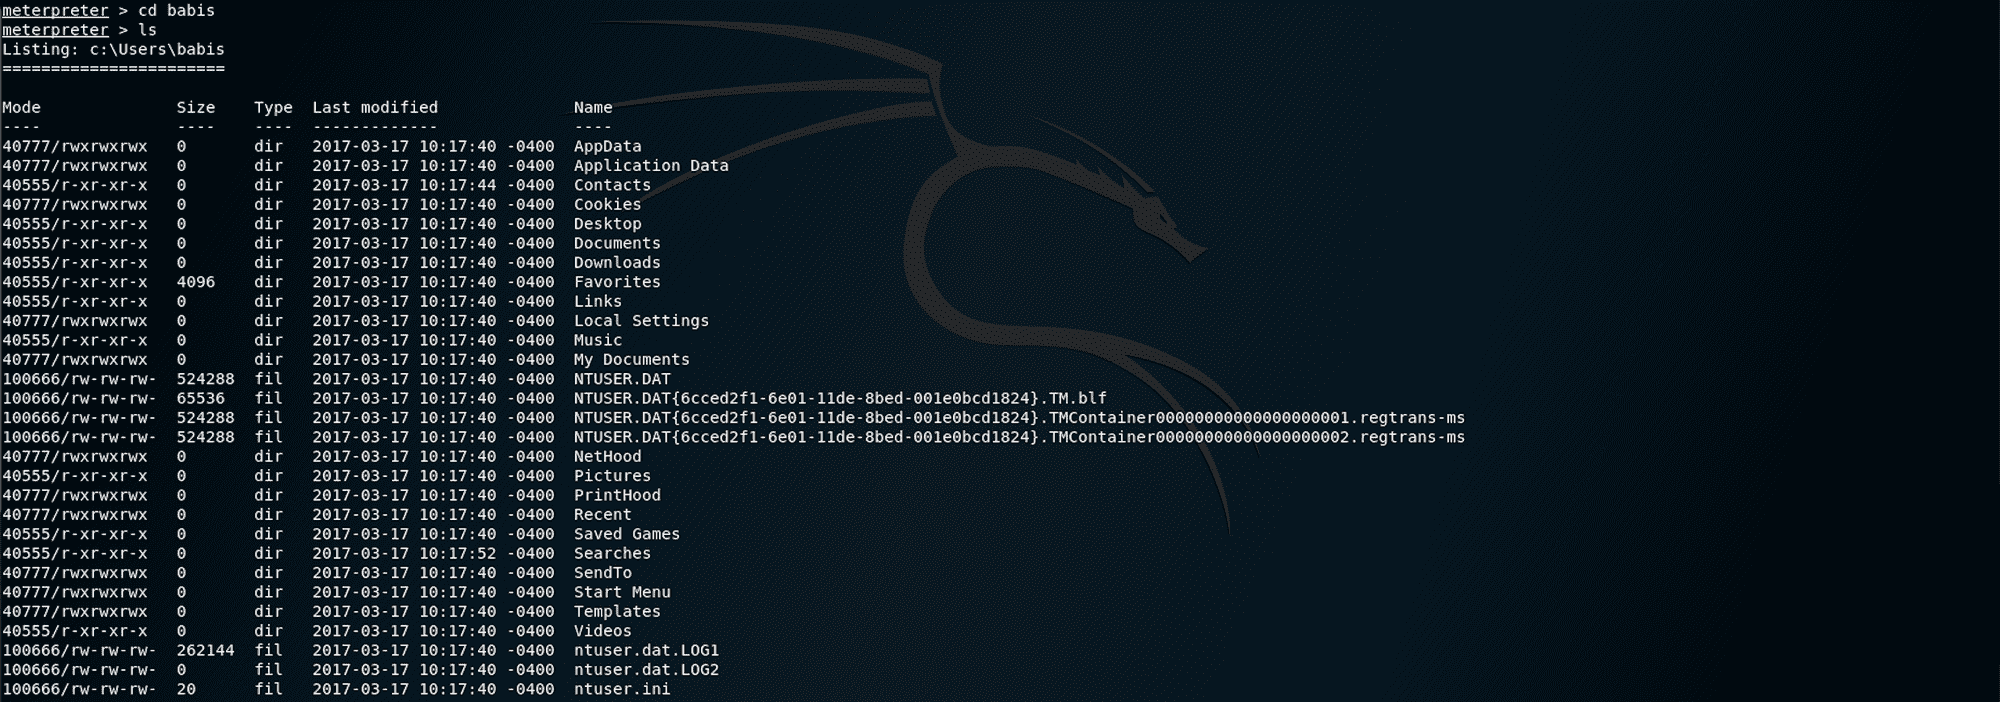 meterpreter > cd babis
meterpreter > ls
Listing: c:\Users\babis
=======================

Mode              Size    Type  Last modified              Name
----              ----    ----  -------------              ----
40777/rwxrwxrwx   0       dir   2017-03-17 10:17:40 -0400  AppData
40777/rwxrwxrwx   0       dir   2017-03-17 10:17:40 -0400  Application Data
40555/r-xr-xr-x   0       dir   2017-03-17 10:17:44 -0400  Contacts
40777/rwxrwxrwx   0       dir   2017-03-17 10:17:40 -0400  Cookies
40555/r-xr-xr-x   0       dir   2017-03-17 10:17:40 -0400  Desktop
40555/r-xr-xr-x   0       dir   2017-03-17 10:17:40 -0400  Documents
40555/r-xr-xr-x   0       dir   2017-03-17 10:17:40 -0400  Downloads
40555/r-xr-xr-x   4096    dir   2017-03-17 10:17:40 -0400  Favorites
40555/r-xr-xr-x   0       dir   2017-03-17 10:17:40 -0400  Links
40777/rwxrwxrwx   0       dir   2017-03-17 10:17:40 -0400  Local Settings
40555/r-xr-xr-x   0       dir   2017-03-17 10:17:40 -0400  Music
40777/rwxrwxrwx   0       dir   2017-03-17 10:17:40 -0400  My Documents
100666/rw-rw-rw-  524288  fil   2017-03-17 10:17:40 -0400  NTUSER.DAT
100666/rw-rw-rw-  65536   fil   2017-03-17 10:17:40 -0400  NTUSER.DAT{6cced2f1-6e01-11de-8bed-001e0bcd1824}.TM.blf
100666/rw-rw-rw-  524288  fil   2017-03-17 10:17:40 -0400  NTUSER.DAT{6cced2f1-6e01-11de-8bed-001e0bcd1824}.TMContainer00000000000000000001.regtrans-ms
100666/rw-rw-rw-  524288  fil   2017-03-17 10:17:40 -0400  NTUSER.DAT{6cced2f1-6e01-11de-8bed-001e0bcd1824}.TMContainer00000000000000000002.regtrans-ms
40777/rwxrwxrwx   0       dir   2017-03-17 10:17:40 -0400  NetHood
40555/r-xr-xr-x   0       dir   2017-03-17 10:17:40 -0400  Pictures
40777/rwxrwxrwx   0       dir   2017-03-17 10:17:40 -0400  PrintHood
40777/rwxrwxrwx   0       dir   2017-03-17 10:17:40 -0400  Recent
40555/r-xr-xr-x   0       dir   2017-03-17 10:17:40 -0400  Saved Games
40555/r-xr-xr-x   0       dir   2017-03-17 10:17:52 -0400  Searches
40777/rwxrwxrwx   0       dir   2017-03-17 10:17:40 -0400  SendTo
40777/rwxrwxrwx   0       dir   2017-03-17 10:17:40 -0400  Start Menu
40777/rwxrwxrwx   0       dir   2017-03-17 10:17:40 -0400  Templates
40555/r-xr-xr-x   0       dir   2017-03-17 10:17:40 -0400  Videos
100666/rw-rw-rw-  262144  fil   2017-03-17 10:17:40 -0400  ntuser.dat.LOG1
100666/rw-rw-rw-  0       fil   2017-03-17 10:17:40 -0400  ntuser.dat.LOG2
100666/rw-rw-rw-  20      fil   2017-03-17 10:17:40 -0400  ntuser.ini